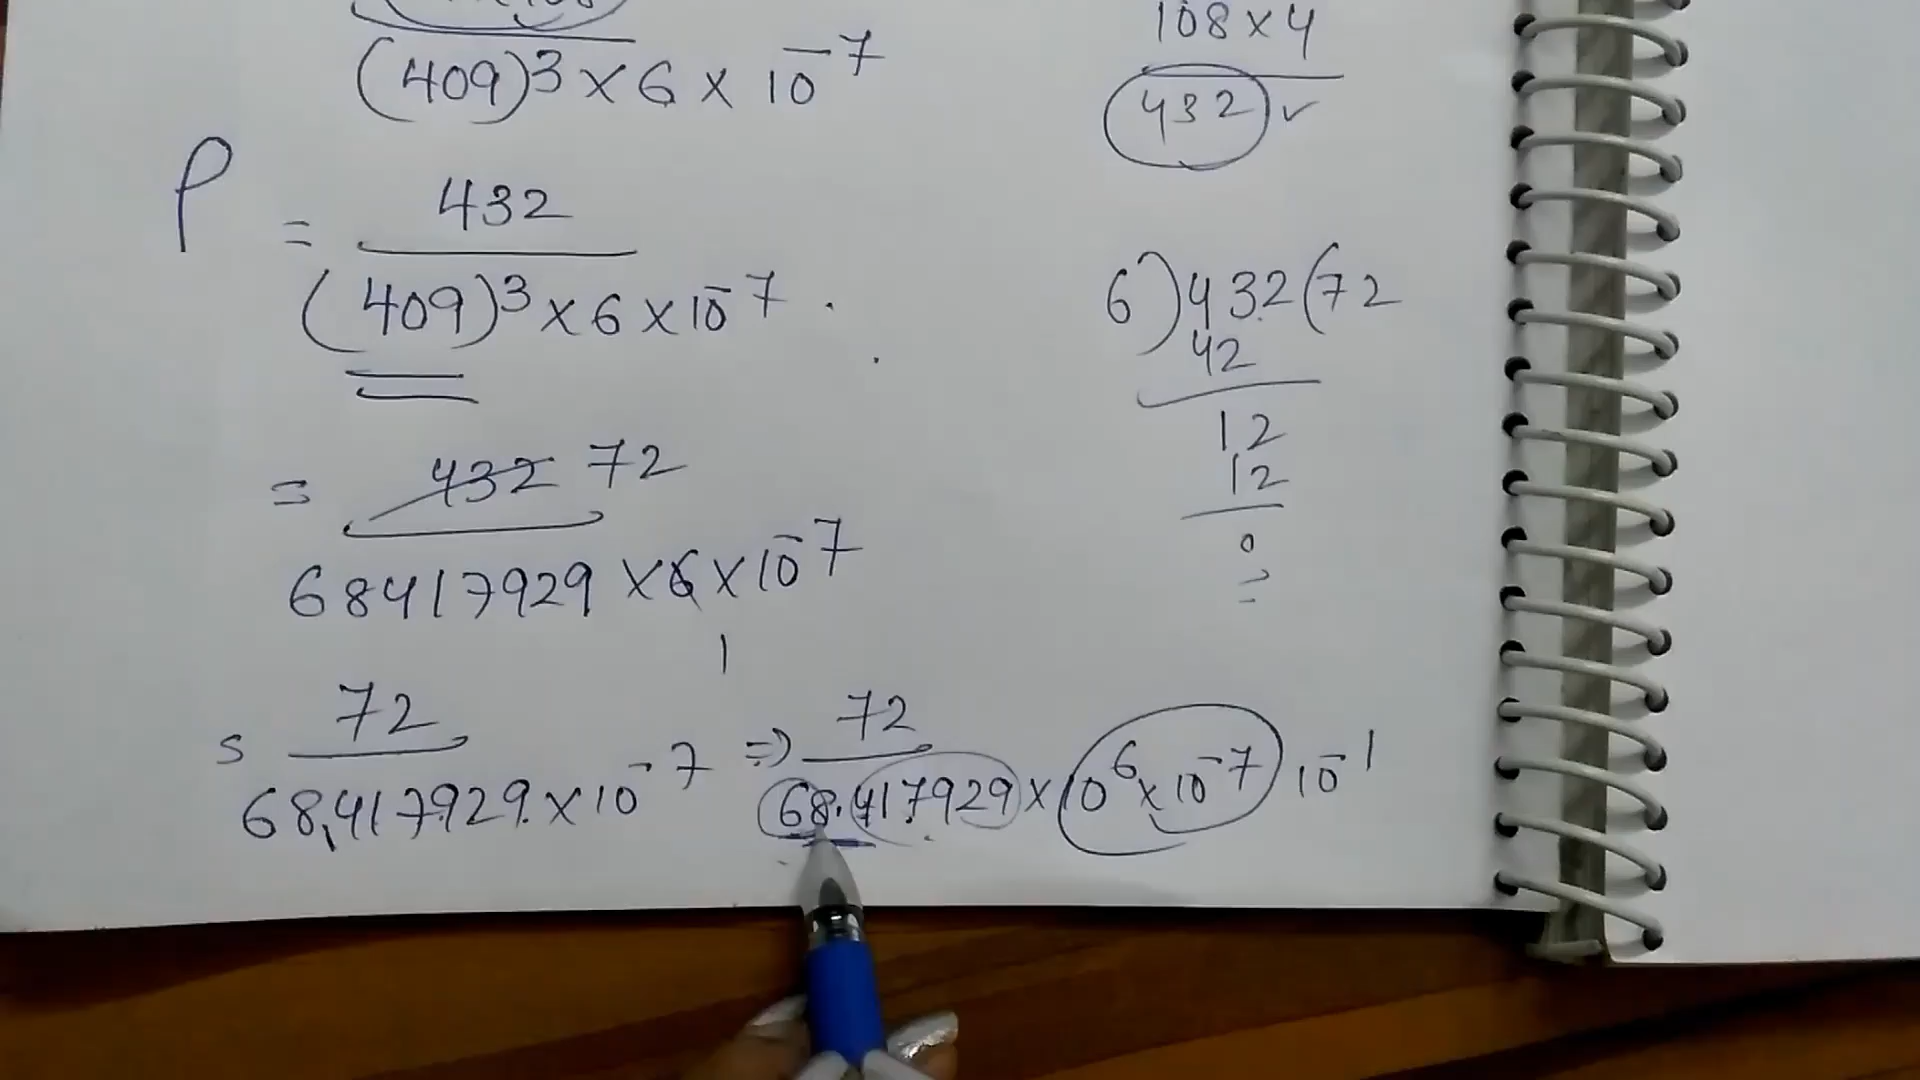 (409)³ × 6 × 10⁻⁷
108 × 4
432 ✓
ρ = 432
(409)³ × 6 × 10⁻⁷ .
6)432(72
42
12
12
0
= 432 72
68417929 × 6 × 10⁻⁷
1
= 72 ⇒ 72
68,417929. × 10⁻⁷ 68.417929 × 10⁶ × 10⁻⁷ 10⁻¹